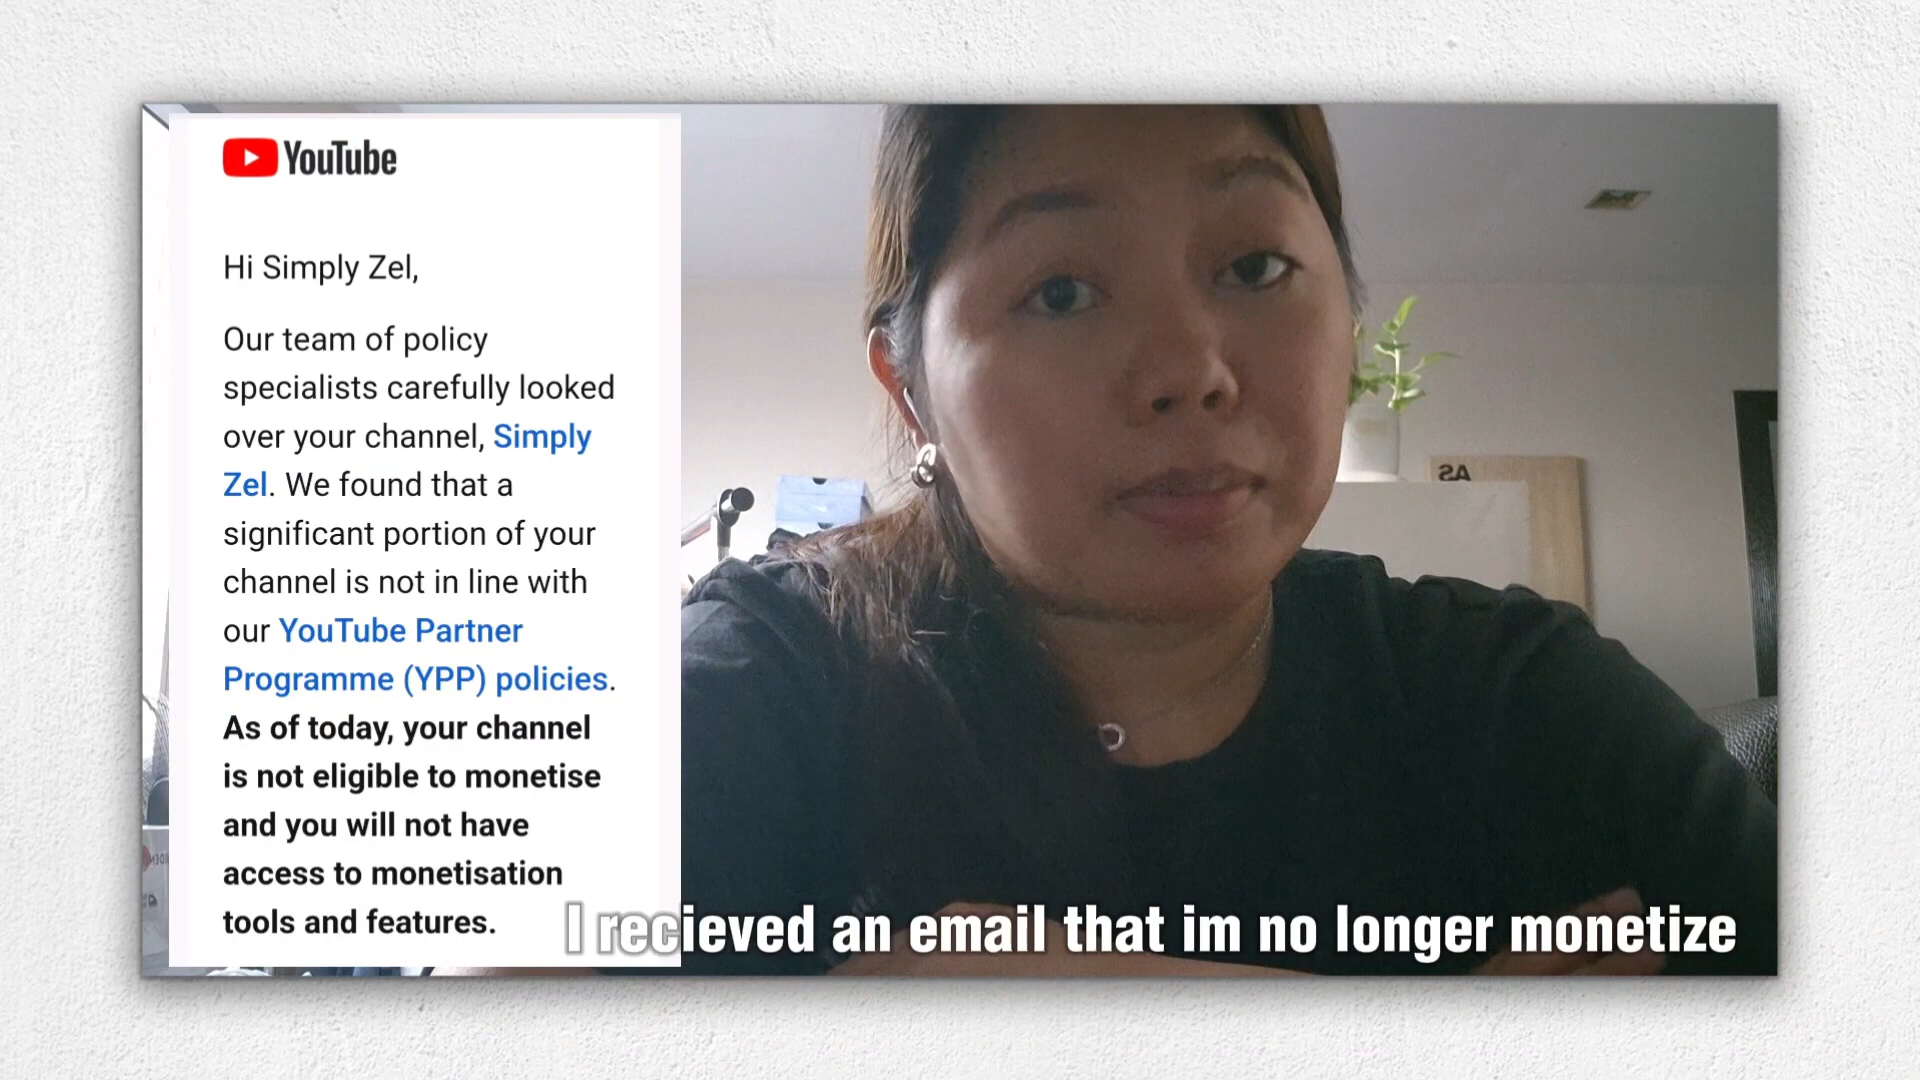 YouTube
Hi Simply Zel,
Our team of policy
specialists carefully looked
over your channel, Simply
Zel. We found that a
significant portion of your
channel is not in line with
our YouTube Partner
Programme (YPP) policies.
As of today, your channel
is not eligible to monetise
and you will not have
access to monetisation
tools and features.
I recieved an email that im no longer monetize
AS